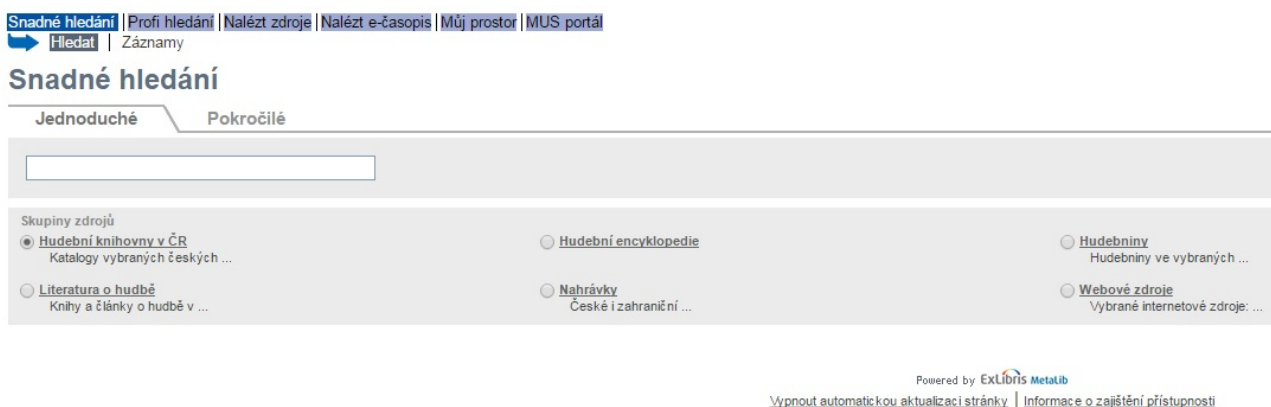 Snadné hledání | Profi hledání | Nalézt zdroje | Nalézt e-časopis | Můj prostor | MUS portál
Hledat | Záznamy
Snadné hledání
Jednoduché Pokročilé
Skupiny zdrojů
Hudební knihovny v ČR Hudební encyklopedie Hudebniny
Katalogy vybraných českých ... Hudebniny ve vybraných ...
Literatura o hudbě Nahrávky Webové zdroje
Knihy a články o hudbě v ... České i zahraniční ... Vybrané internetové zdroje: ...
Powered by ExLibris MetaLib
Vypnout automatickou aktualizaci stránky | Informace o zajištění přístupnosti